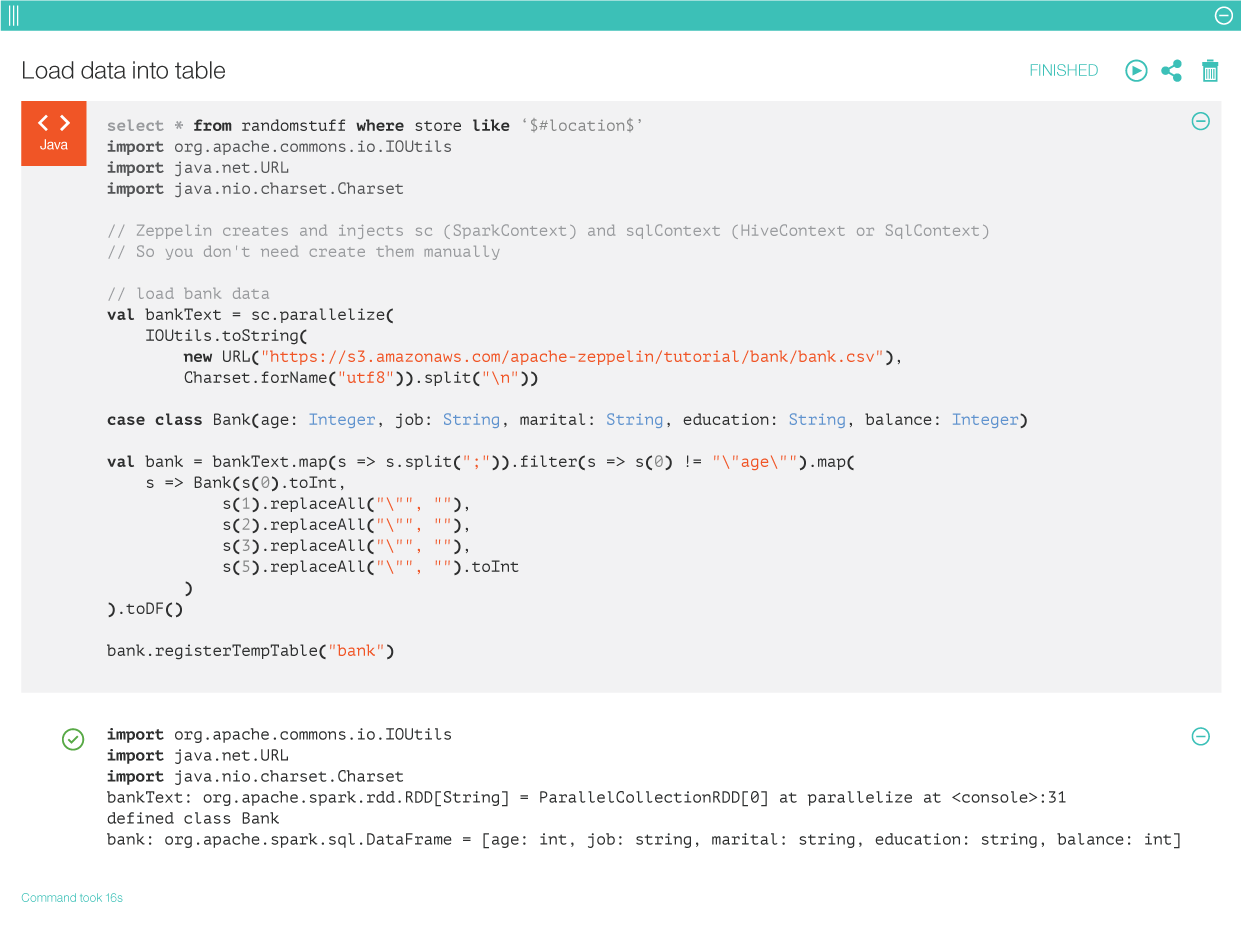 Load data into table
FINISHED
Java
select * from randomstuff where store like ‘$#location$’
import org.apache.commons.io.IOUtils
import java.net.URL
import java.nio.charset.Charset
// Zeppelin creates and injects sc (SparkContext) and sqlContext (HiveContext or SqlContext)
// So you don't need create them manually
// load bank data
val bankText = sc.parallelize(
    IOUtils.toString(
        new URL("https://s3.amazonaws.com/apache-zeppelin/tutorial/bank/bank.csv"),
        Charset.forName("utf8")).split("\n"))
case class Bank(age: Integer, job: String, marital: String, education: String, balance: Integer)
val bank = bankText.map(s => s.split(";")).filter(s => s(0) != "\"age\"").map(
    s => Bank(s(0).toInt,
            s(1).replaceAll("\"", ""),
            s(2).replaceAll("\"", ""),
            s(3).replaceAll("\"", ""),
            s(5).replaceAll("\"", "").toInt
        )
).toDF()
bank.registerTempTable("bank")
import org.apache.commons.io.IOUtils
import java.net.URL
import java.nio.charset.Charset
bankText: org.apache.spark.rdd.RDD[String] = ParallelCollectionRDD[0] at parallelize at <console>:31
defined class Bank
bank: org.apache.spark.sql.DataFrame = [age: int, job: string, marital: string, education: string, balance: int]
Command took 16s